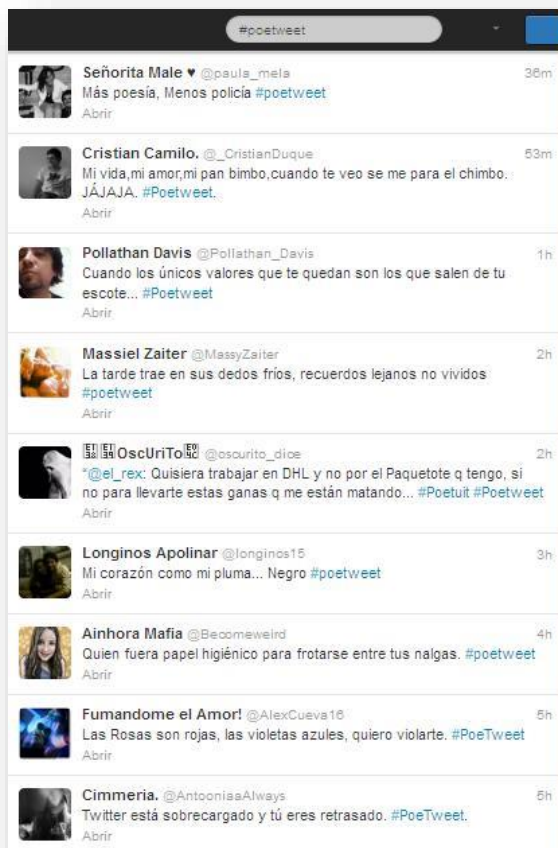 #poetweet
Señorita Male ♥ @paula_mela 36m
Más poesía, Menos policía #poetweet
Abrir
Cristian Camilo. @_CristianDuque 53m
Mi vida,mi amor,mi pan bimbo,cuando te veo se me para el chimbo.
JÁJAJA. #Poetweet.
Abrir
Pollathan Davis @Pollathan_Davis 1h
Cuando los únicos valores que te quedan son los que salen de tu
escote... #Poetweet
Abrir
Massiel Zaiter @MassyZaiter 2h
La tarde trae en sus dedos fríos, recuerdos lejanos no vividos
#poetweet
Abrir
OscUriTo @oscurito_dice 2h
"@el_rex: Quisiera trabajar en DHL y no por el Paquetote q tengo, si
no para llevarte estas ganas q me están matando... #Poetuit #Poetweet
Abrir
Longinos Apolinar @longinos15 3h
Mi corazón como mi pluma... Negro #poetweet
Abrir
Ainhora Mafia @Becomeweird 4h
Quien fuera papel higiénico para frotarse entre tus nalgas. #poetweet
Abrir
Fumandome el Amor! @AlexCueva16 5h
Las Rosas son rojas, las violetas azules, quiero violarte. #PoeTweet
Abrir
Cimmeria. @AntooniaaAlways 5h
Twitter está sobrecargado y tú eres retrasado. #PoeTweet.
Abrir